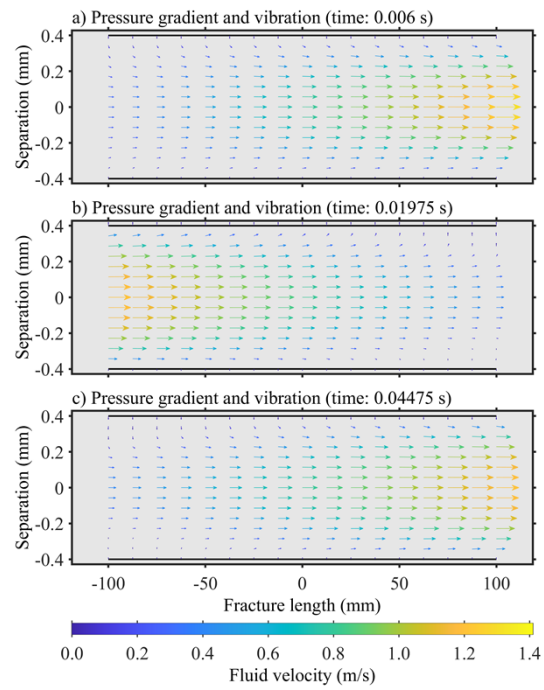 a) Pressure gradient and vibration (time: 0.006 s)
Separation (mm)
0.4
0.2
0
-0.2
-0.4
b) Pressure gradient and vibration (time: 0.01975 s)
Separation (mm)
0.4
0.2
0
-0.2
-0.4
c) Pressure gradient and vibration (time: 0.04475 s)
Separation (mm)
0.4
0.2
0
-0.2
-0.4
-100 -50 0 50 100
Fracture length (mm)
0.0 0.2 0.4 0.6 0.8 1.0 1.2 1.4
Fluid velocity (m/s)